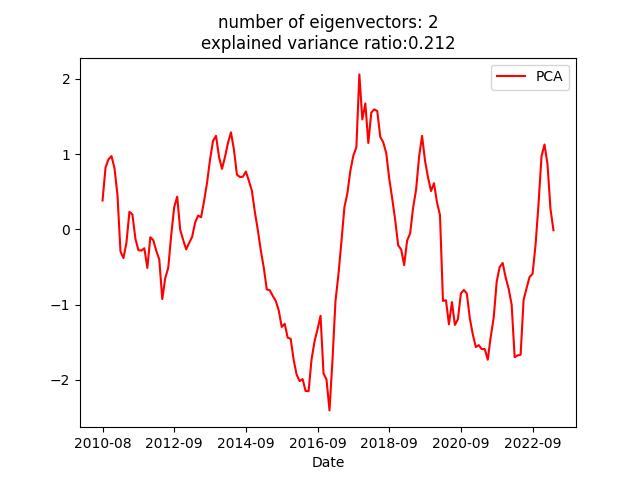 number of eigenvectors: 2
explained variance ratio:0.212
PCA
2
1
0
−1
−2
2010-08 2012-09 2014-09 2016-09 2018-09 2020-09 2022-09
Date